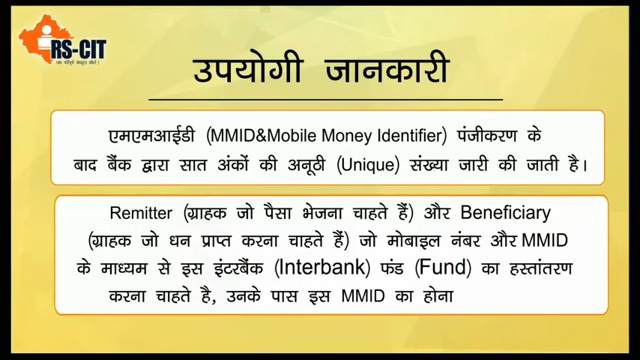 RS-CIT
उपयोगी जानकारी
एमएमआईडी (MMID&Mobile Money Identifier) पंजीकरण के
बाद बैंक द्वारा सात अंकों की अनूठी (Unique) संख्या जारी की जाती है।
Remitter (ग्राहक जो पैसा भेजना चाहते हैं) और Beneficiary
(ग्राहक जो धन प्राप्त करना चाहते हैं) जो मोबाइल नंबर और MMID
के माध्यम से इस इंटरबैंक (Interbank) फंड (Fund) का हस्तांतरण
करना चाहते है, उनके पास इस MMID का होना